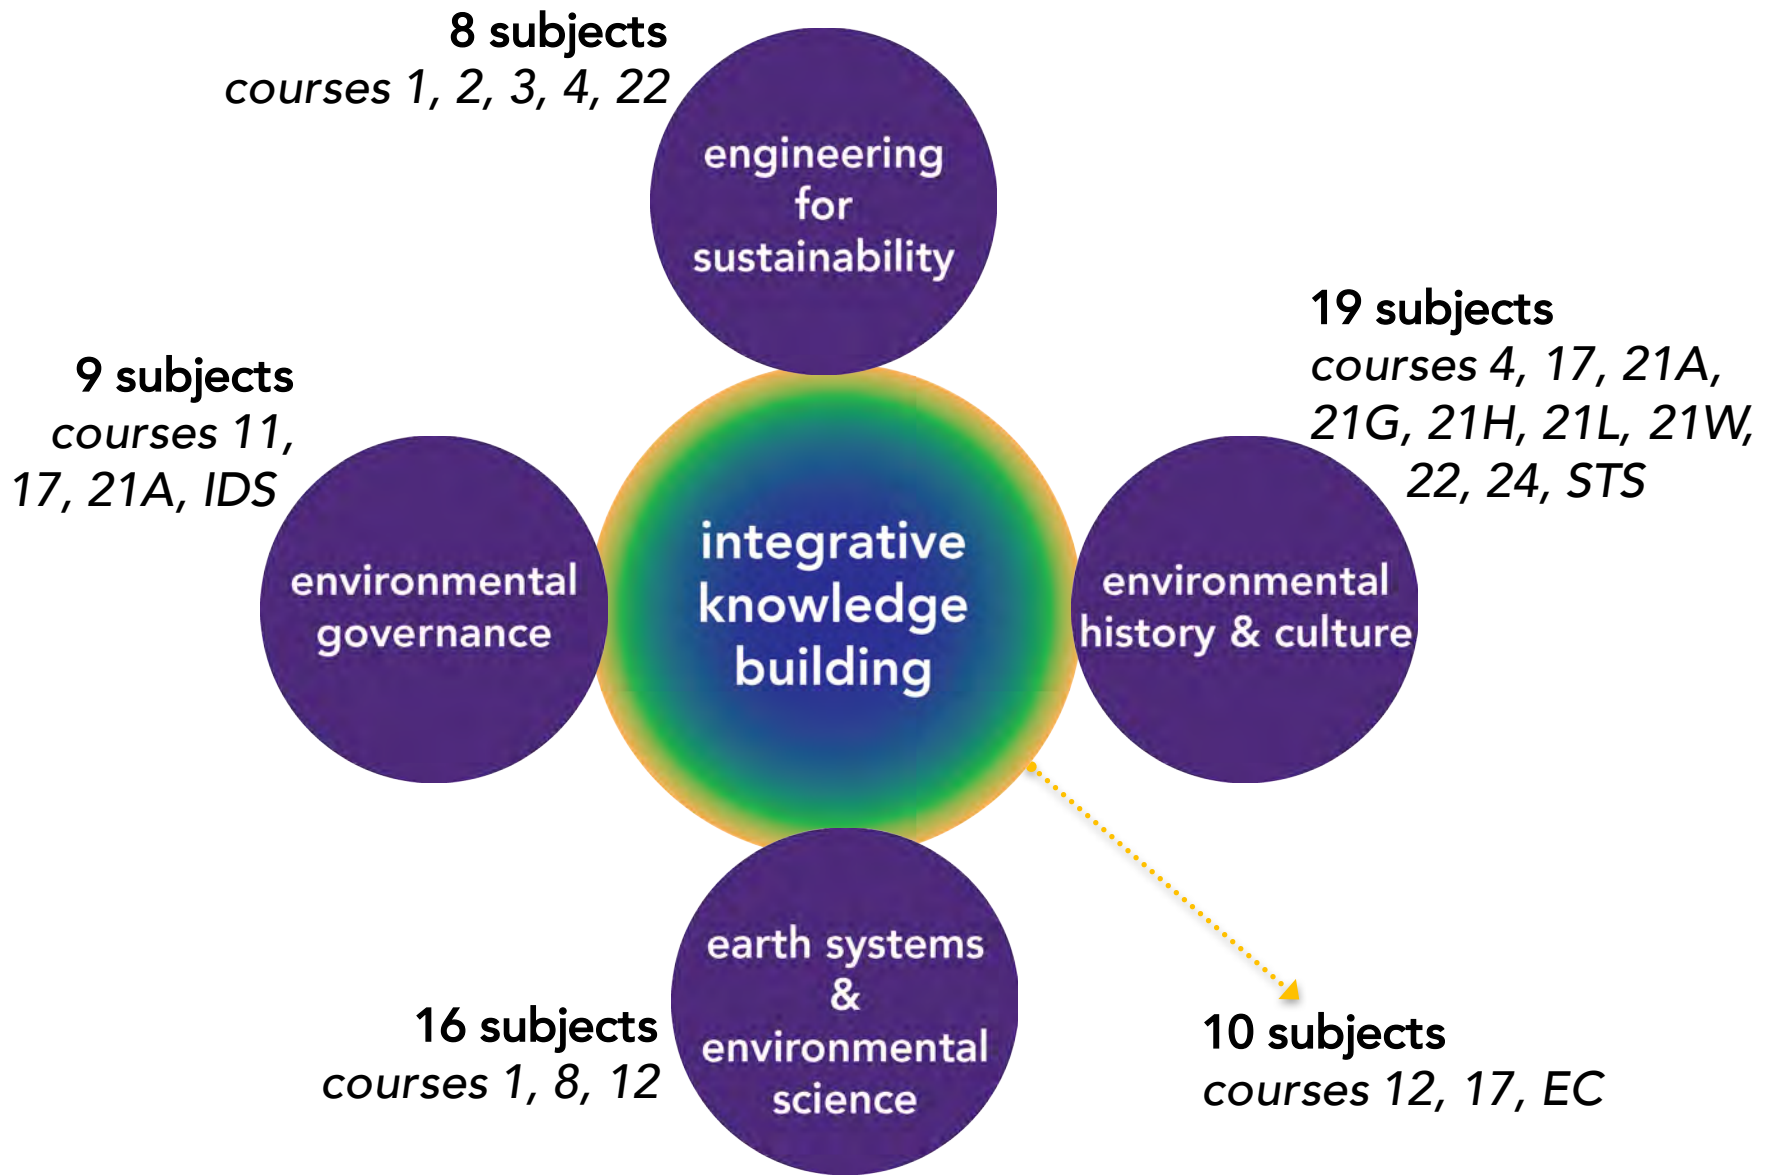 8 subjects
courses 1, 2, 3, 4, 22
engineering
for
sustainability
19 subjects
courses 4, 17, 21A,
21G, 21H, 21L, 21W,
22, 24, STS
9 subjects
courses 11,
17, 21A, IDS
environmental
governance
integrative
knowledge
building
environmental
history & culture
earth systems
&
environmental
science
16 subjects
courses 1, 8, 12
10 subjects
courses 12, 17, EC